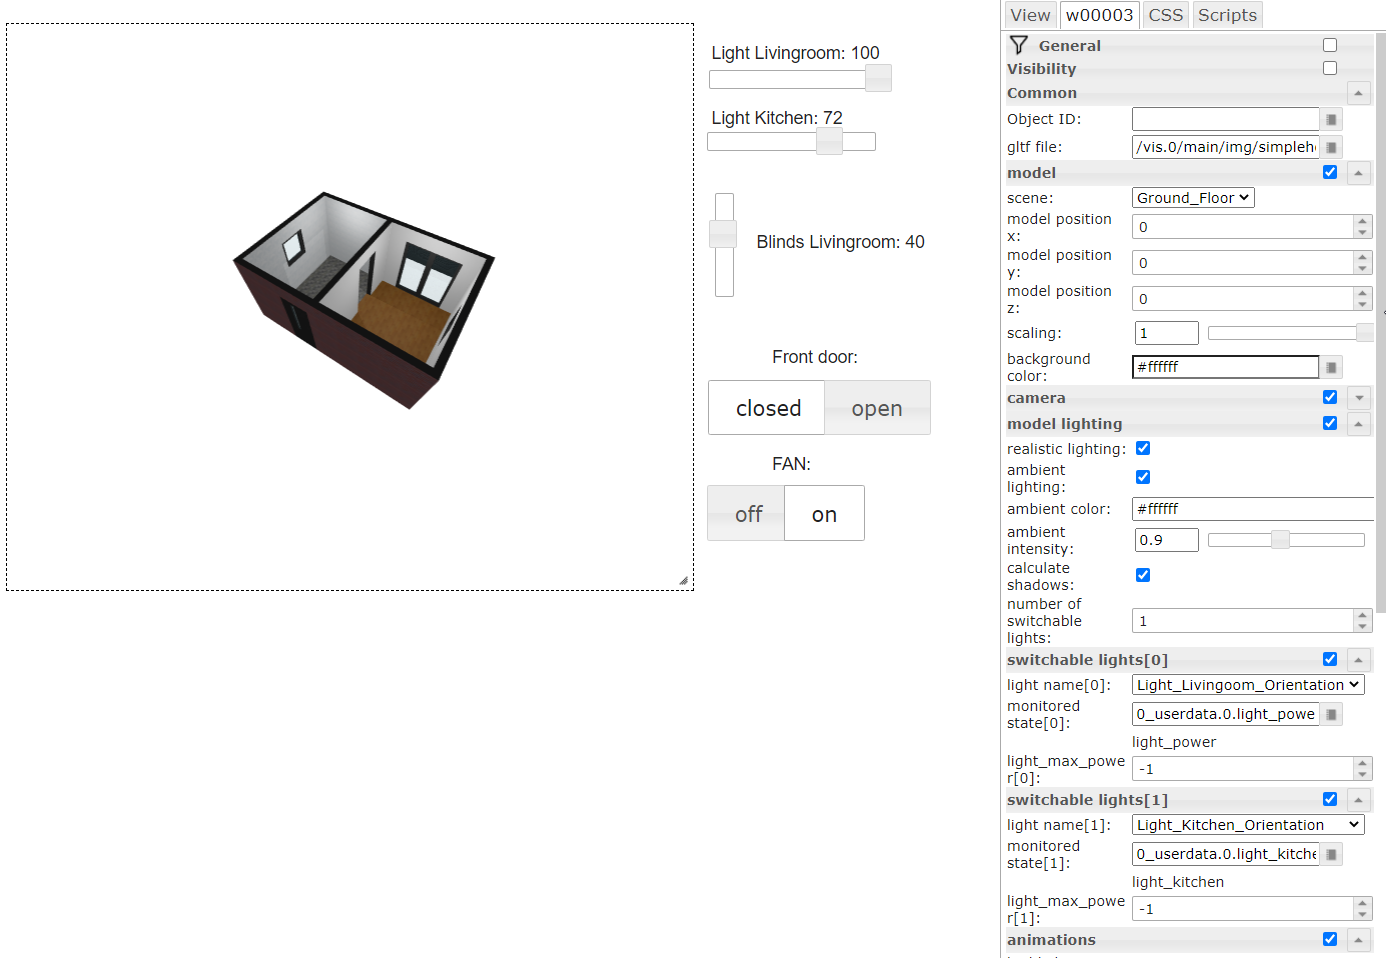 Light Livingroom: 100
Light Kitchen: 72
Blinds Livingroom: 40
Front door:
closed open
FAN:
off on
View w00003 CSS Scripts
General
Visibility
Common
Object ID:
gltf file: /vis.0/main/img/simpleh
model
scene: Ground_Floor
model position
x: 0
model position
y: 0
model position
z: 0
scaling: 1
background
color: #ffffff
camera
model lighting
realistic lighting:
ambient
lighting:
ambient color: #ffffff
ambient
intensity: 0.9
calculate
shadows:
number of
switchable
lights: 1
switchable lights[0]
light name[0]: Light_Livingoom_Orientation
monitored
state[0]: 0_userdata.0.light_powe
light_power
light_max_powe
r[0]: -1
switchable lights[1]
light name[1]: Light_Kitchen_Orientation
monitored
state[1]: 0_userdata.0.light_kitche
light_kitchen
light_max_powe
r[1]: -1
animations